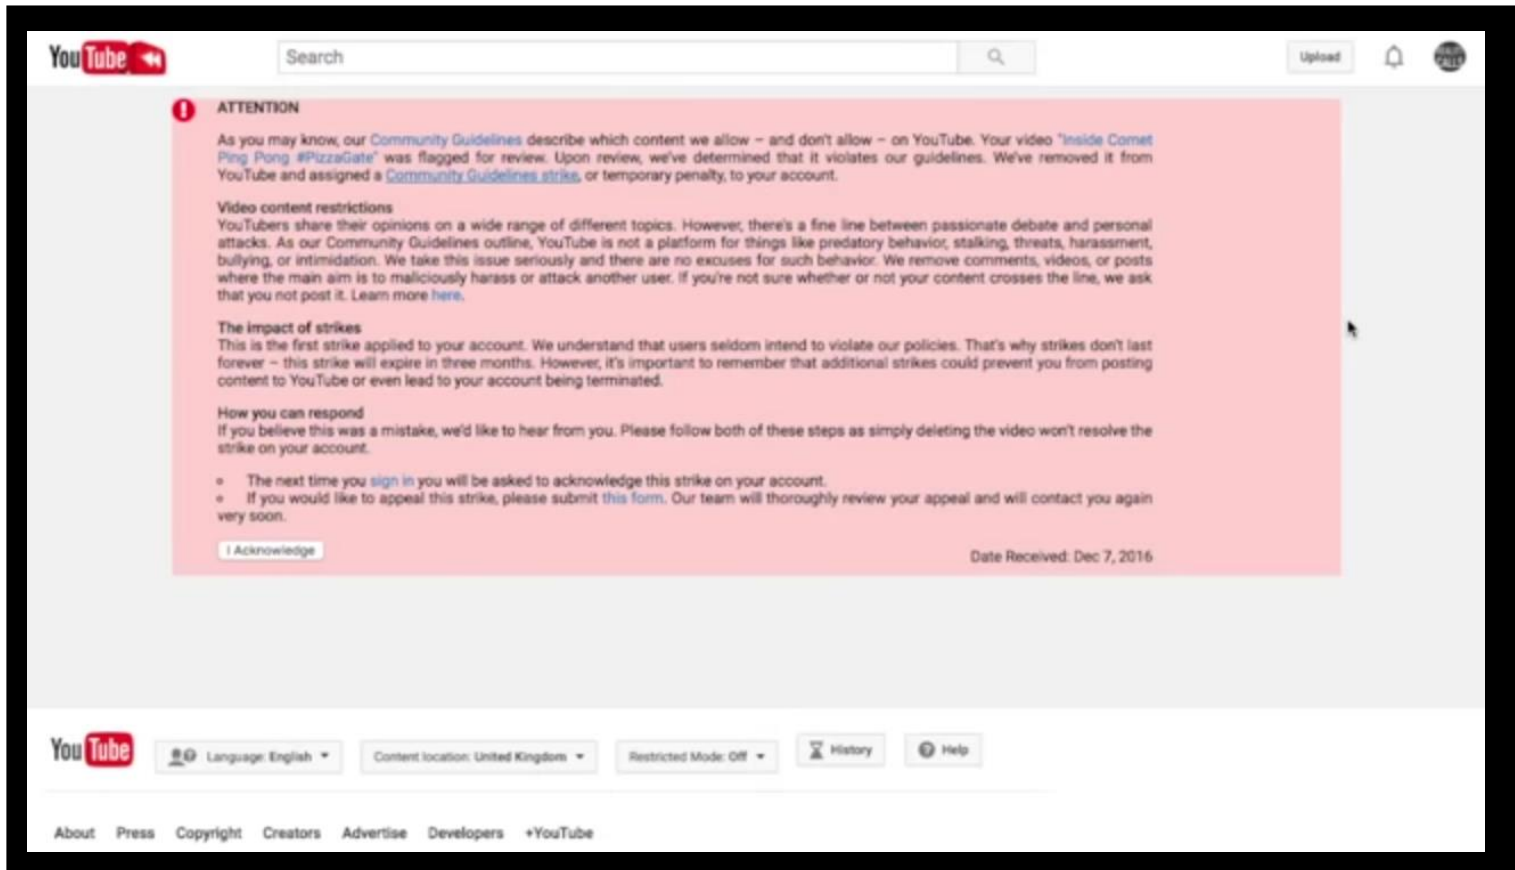 YouTube
Search
Upload
ATTENTION
As you may know, our Community Guidelines describe which content we allow – and don't allow – on YouTube. Your video "Inside Comet
Ping Pong #PizzaGate" was flagged for review. Upon review, we've determined that it violates our guidelines. We've removed it from
YouTube and assigned a Community Guidelines strike, or temporary penalty, to your account.
Video content restrictions
YouTubers share their opinions on a wide range of different topics. However, there's a fine line between passionate debate and personal
attacks. As our Community Guidelines outline, YouTube is not a platform for things like predatory behavior, stalking, threats, harassment,
bullying, or intimidation. We take this issue seriously and there are no excuses for such behavior. We remove comments, videos, or posts
where the main aim is to maliciously harass or attack another user. If you're not sure whether or not your content crosses the line, we ask
that you not post it. Learn more here.
The impact of strikes
This is the first strike applied to your account. We understand that users seldom intend to violate our policies. That's why strikes don't last
forever – this strike will expire in three months. However, it's important to remember that additional strikes could prevent you from posting
content to YouTube or even lead to your account being terminated.
How you can respond
If you believe this was a mistake, we'd like to hear from you. Please follow both of these steps as simply deleting the video won't resolve the
strike on your account.
The next time you sign in you will be asked to acknowledge this strike on your account.
If you would like to appeal this strike, please submit this form. Our team will thoroughly review your appeal and will contact you again
very soon.
I Acknowledge
Date Received: Dec 7, 2016
YouTube
Language: English
Content location: United Kingdom
Restricted Mode: Off
History
Help
About Press Copyright Creators Advertise Developers +YouTube